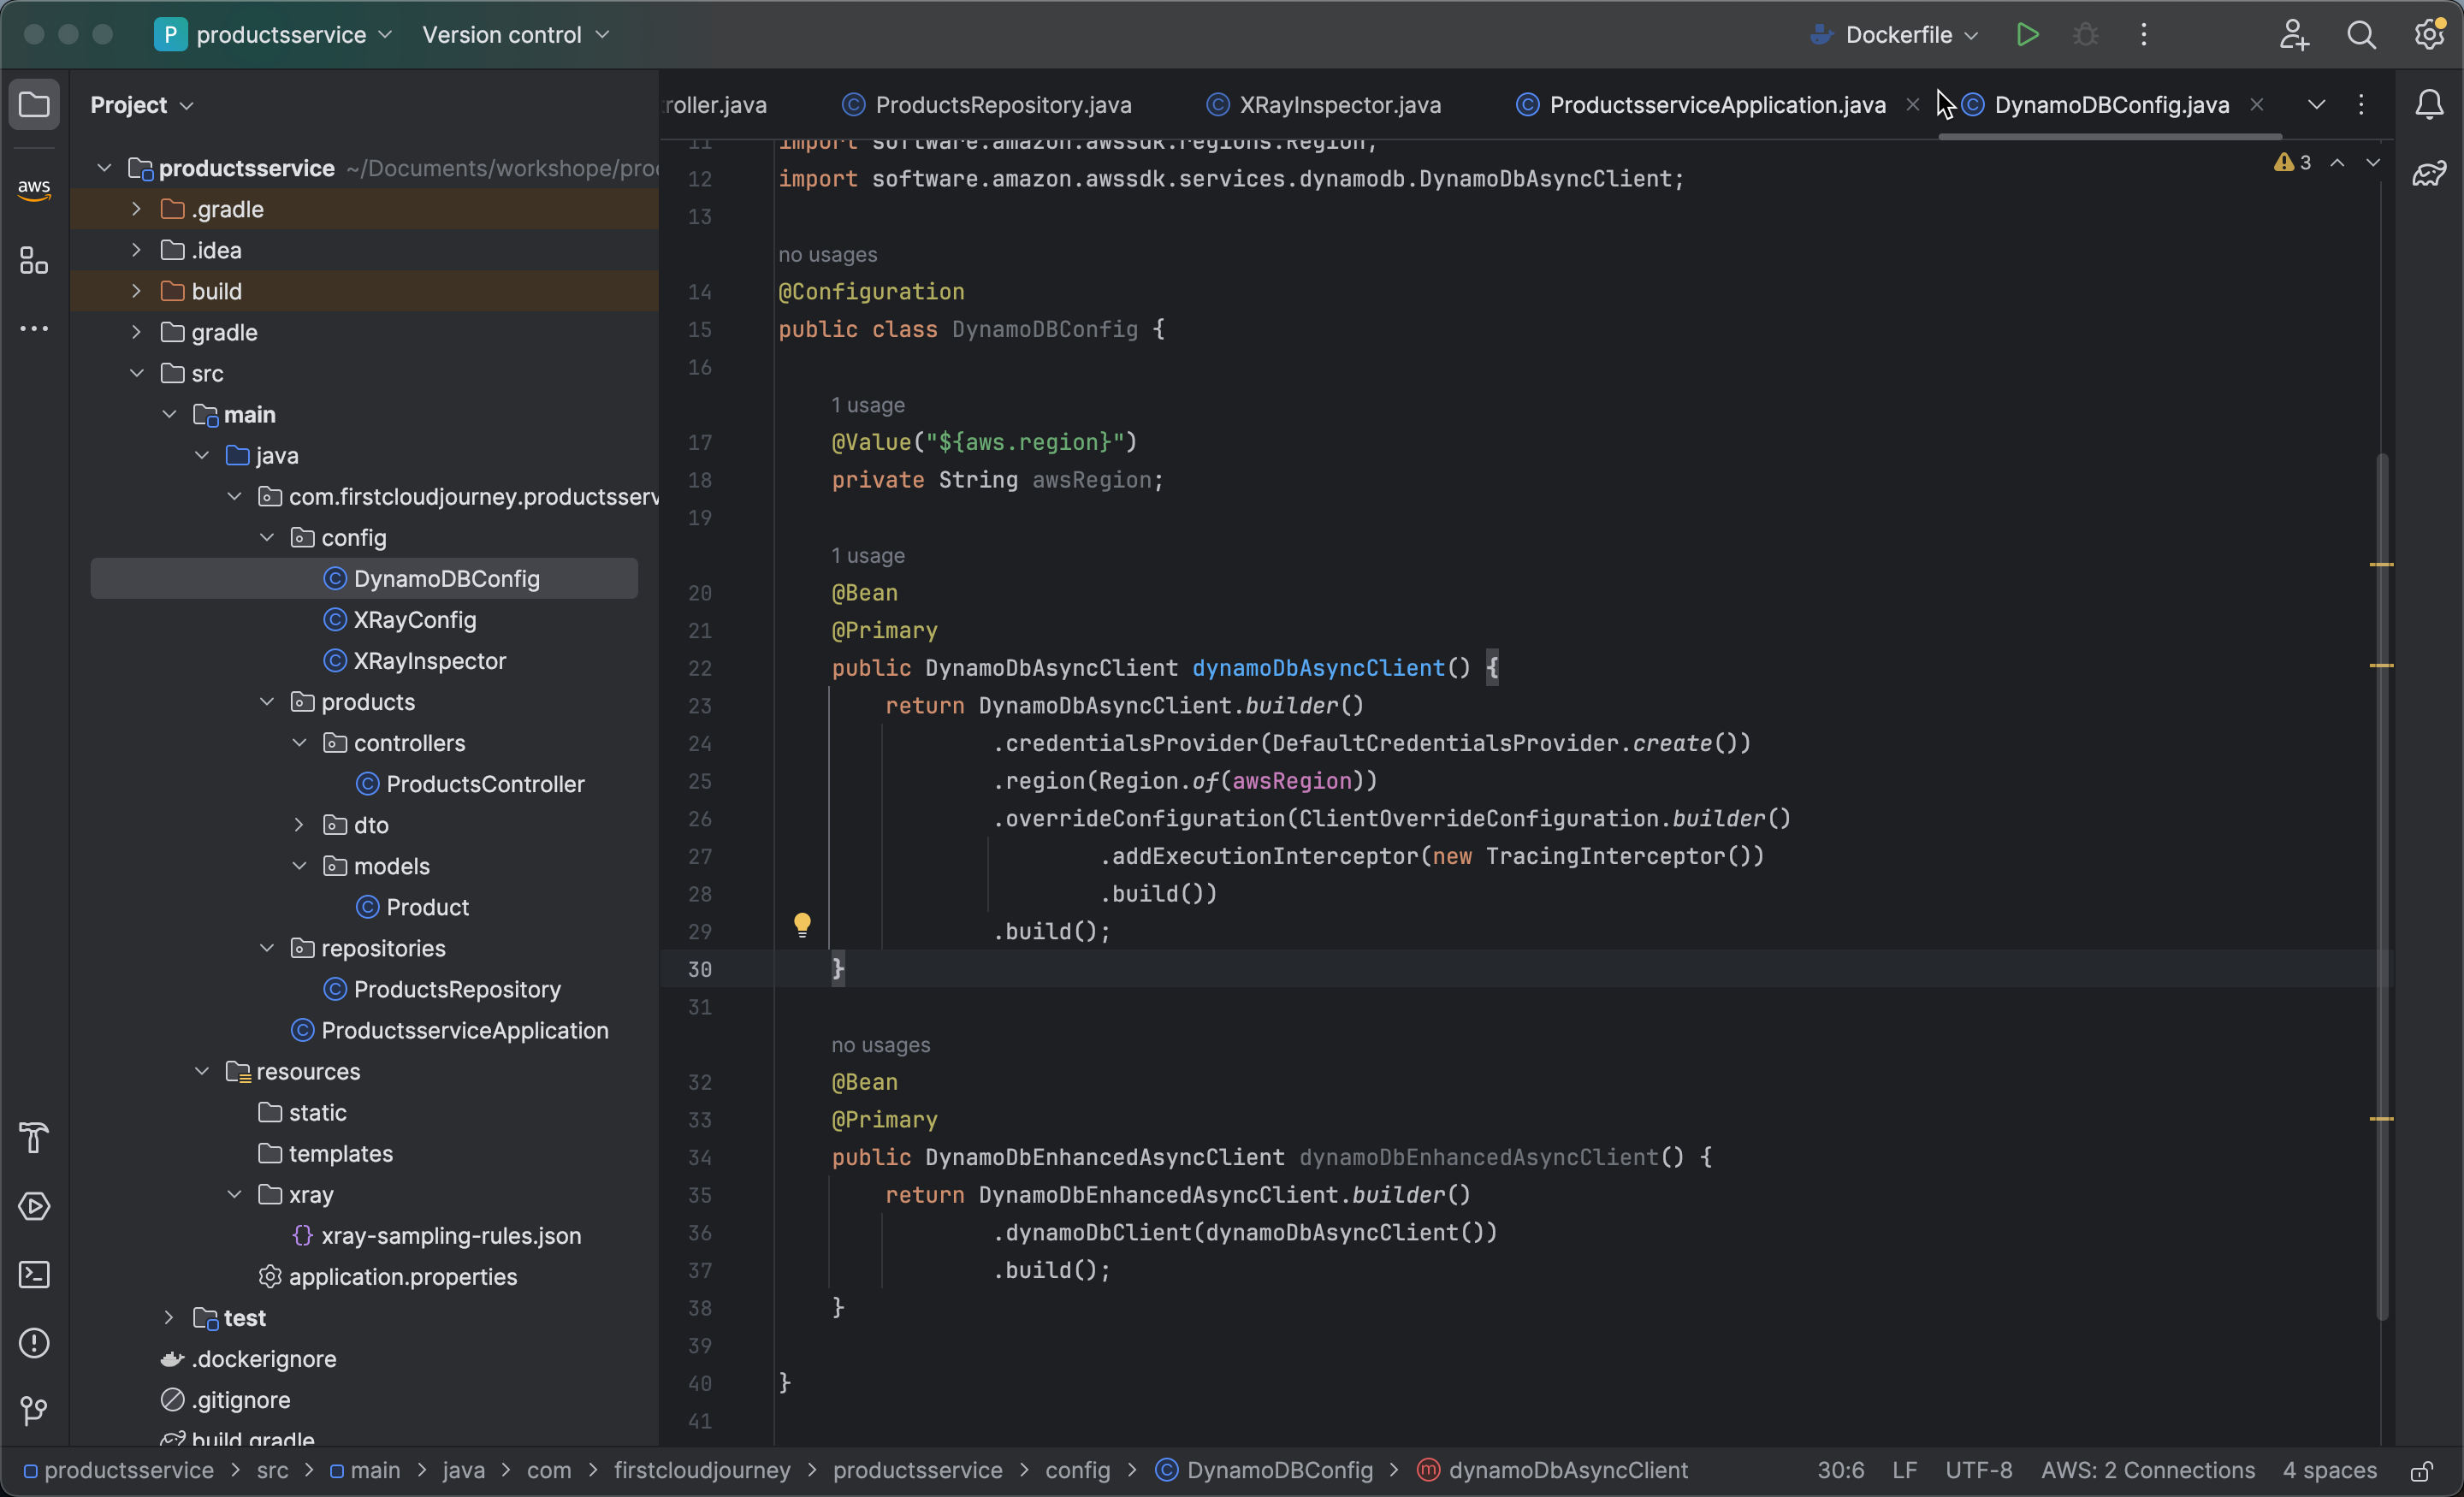 P productsservice Version control Dockerfile
Project
roller.java ProductsRepository.java XRayInspector.java ProductsserviceApplication.java DynamoDBConfig.java
aws
productsservice ~/Documents/workshope/prod
.gradle
.idea
build
gradle
src
main
java
com.firstcloudjourney.productsserv
config
DynamoDBConfig
XRayConfig
XRayInspector
products
controllers
ProductsController
dto
models
Product
repositories
ProductsRepository
ProductsserviceApplication
resources
static
templates
xray
xray-sampling-rules.json
application.properties
test
.dockerignore
.gitignore
build.gradle
3
11 import software.amazon.awssdk.regions.Region;
12 import software.amazon.awssdk.services.dynamodb.DynamoDbAsyncClient;
13
no usages
14 @Configuration
15 public class DynamoDBConfig {
16
1 usage
17 @Value("${aws.region}")
18 private String awsRegion;
19
1 usage
20 @Bean
21 @Primary
22 public DynamoDbAsyncClient dynamoDbAsyncClient() {
23 return DynamoDbAsyncClient.builder()
24 .credentialsProvider(DefaultCredentialsProvider.create())
25 .region(Region.of(awsRegion))
26 .overrideConfiguration(ClientOverrideConfiguration.builder()
27 .addExecutionInterceptor(new TracingInterceptor())
28 .build())
29 .build();
30 }
31
no usages
32 @Bean
33 @Primary
34 public DynamoDbEnhancedAsyncClient dynamoDbEnhancedAsyncClient() {
35 return DynamoDbEnhancedAsyncClient.builder()
36 .dynamoDbClient(dynamoDbAsyncClient())
37 .build();
38 }
39
40 }
41
productsservice > src > main > java > com > firstcloudjourney > productsservice > config > DynamoDBConfig > dynamoDbAsyncClient 30:6 LF UTF-8 AWS: 2 Connections 4 spaces